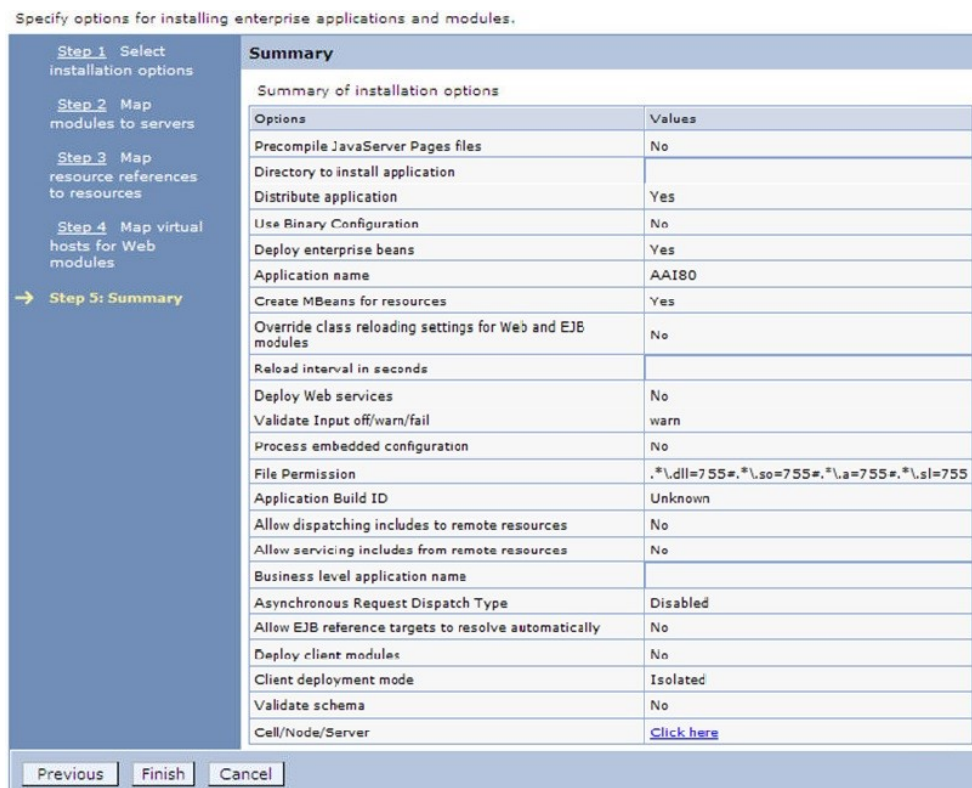 Specify options for installing enterprise applications and modules.
Step 1 Select
installation options
Step 2 Map
modules to servers
Step 3 Map
resource references
to resources
Step 4 Map virtual
hosts for Web
modules
Step 5: Summary
Summary
Summary of installation options
Options Values
Precompile JavaServer Pages files No
Directory to install application
Distribute application Yes
Use Binary Configuration No
Deploy enterprise beans Yes
Application name AAI80
Create MBeans for resources Yes
Override class reloading settings for Web and EJB
modules No
Reload interval in seconds
Deploy Web services No
Validate Input off/warn/fail warn
Process embedded configuration No
File Permission .*\.dll=755#.*\.so=755#.*\.a=755#.*\.sl=755
Application Build ID Unknown
Allow dispatching includes to remote resources No
Allow servicing includes from remote resources No
Business level application name
Asynchronous Request Dispatch Type Disabled
Allow EJB reference targets to resolve automatically No
Deploy client modules No
Client deployment mode Isolated
Validate schema No
Cell/Node/Server Click here
Previous Finish Cancel